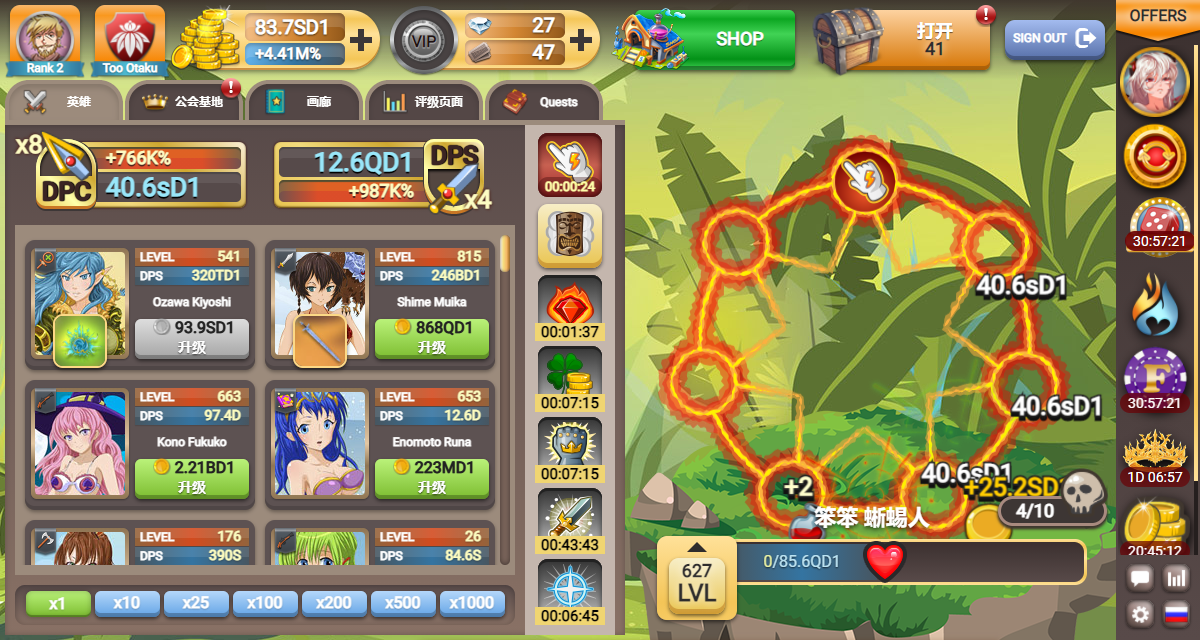 Rank 2
Too Otaku
83.7SD1
+4.41M%
VIP
27
47
SHOP
打开
41
SIGN OUT
OFFERS
英雄
公会基地
画廊
评级页面
Quests
x8
DPC
+766K%
40.6sD1
12.6QD1
+987K%
DPS
x4
00:00:24
00:01:37
00:07:15
00:07:15
00:43:43
00:06:45
LEVEL 541
DPS 320TD1
Ozawa Kiyoshi
93.9SD1
升级
LEVEL 815
DPS 246BD1
Shime Muika
868QD1
升级
LEVEL 663
DPS 97.4D
Kono Fukuko
2.21BD1
升级
LEVEL 653
DPS 12.6D
Enomoto Runa
223MD1
升级
LEVEL 176
DPS 390S
LEVEL 26
DPS 84.6S
x1
x10
x25
x100
x200
x500
x1000
40.6sD1
40.6sD1
40.6sD1
+2
+25.2SD
4/10
笨笨 蜥蜴人
627
LVL
0/85.6QD1
30:57:21
F
30:57:21
1D 06:57
20:45:12